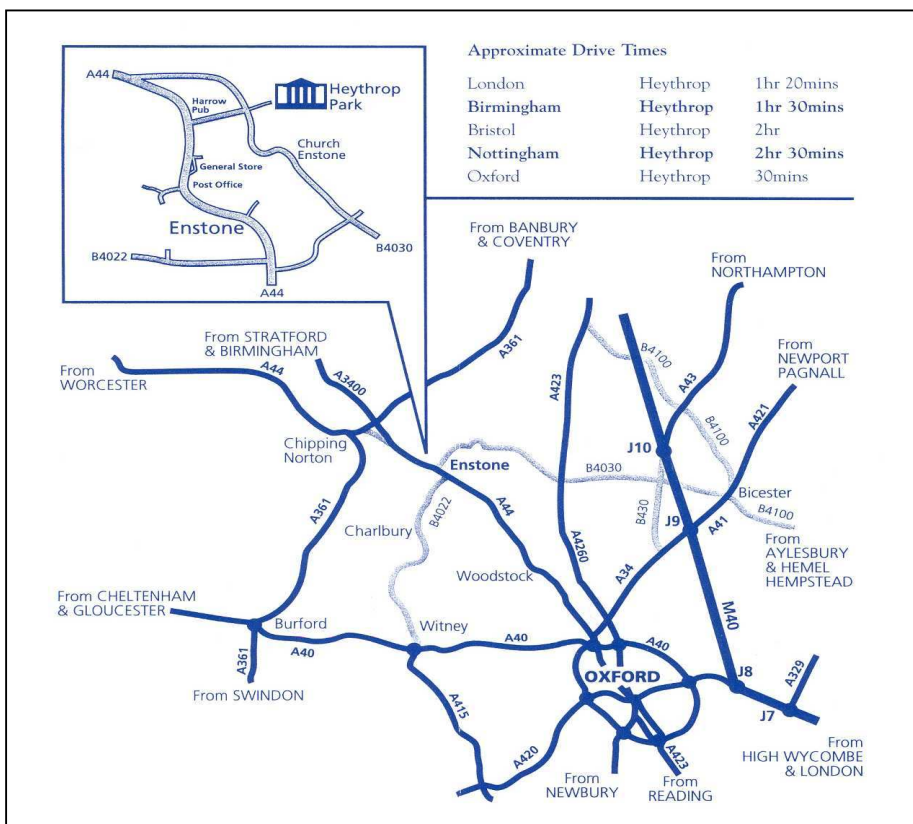 A44
Harrow
Pub
Heythrop
Park
Church
Enstone
General Store
Post Office
Enstone
B4022
B4030
A44
Approximate Drive Times
London Heythrop 1hr 20mins
Birmingham Heythrop 1hr 30mins
Bristol Heythrop 2hr
Nottingham Heythrop 2hr 30mins
Oxford Heythrop 30mins
From BANBURY
& COVENTRY
From
NORTHAMPTON
From STRATFORD
& BIRMINGHAM
From
WORCESTER
A44
A3400
A361
A423
B4100
A43
From
NEWPORT
PAGNALL
A421
B4100
Chipping
Norton
J10
Enstone
B4030
Bicester
B4100
A361
Charlbury
B4022
A44
B430
J9
A41
From
AYLESBURY
& HEMEL
HEMPSTEAD
Woodstock
A4260
A34
M40
From CHELTENHAM
& GLOUCESTER
Burford
A361
A40
Witney
A40
A40
OXFORD
J8
A329
J7
From SWINDON
A415
A420
A423
From
NEWBURY
From
READING
From
HIGH WYCOMBE
& LONDON